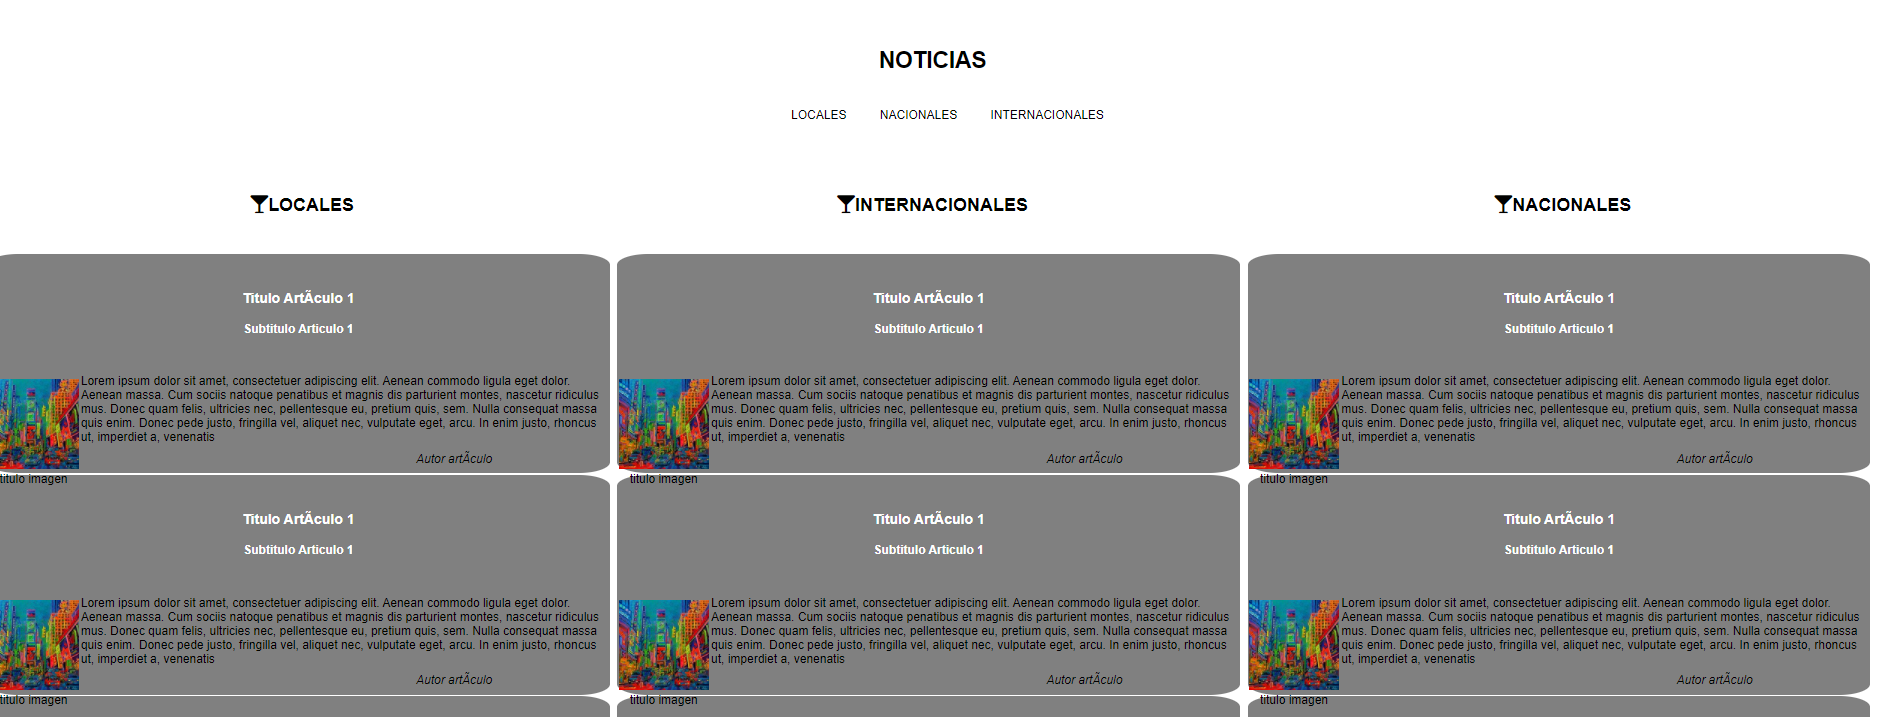 NOTICIAS
LOCALES NACIONALES INTERNACIONALES
LOCALES
Titulo ArtÃculo 1
Subtitulo Articulo 1
Lorem ipsum dolor sit amet, consectetuer adipiscing elit. Aenean commodo ligula eget dolor.
Aenean massa. Cum sociis natoque penatibus et magnis dis parturient montes, nascetur ridiculus
mus. Donec quam felis, ultricies nec, pellentesque eu, pretium quis, sem. Nulla consequat massa
quis enim. Donec pede justo, fringilla vel, aliquet nec, vulputate eget, arcu. In enim justo, rhoncus
ut, imperdiet a, venenatis
Autor artÃculo
titulo imagen
Titulo ArtÃculo 1
Subtitulo Articulo 1
Lorem ipsum dolor sit amet, consectetuer adipiscing elit. Aenean commodo ligula eget dolor.
Aenean massa. Cum sociis natoque penatibus et magnis dis parturient montes, nascetur ridiculus
mus. Donec quam felis, ultricies nec, pellentesque eu, pretium quis, sem. Nulla consequat massa
quis enim. Donec pede justo, fringilla vel, aliquet nec, vulputate eget, arcu. In enim justo, rhoncus
ut, imperdiet a, venenatis
Autor artÃculo
titulo imagen
INTERNACIONALES
Titulo ArtÃculo 1
Subtitulo Articulo 1
Lorem ipsum dolor sit amet, consectetuer adipiscing elit. Aenean commodo ligula eget dolor.
Aenean massa. Cum sociis natoque penatibus et magnis dis parturient montes, nascetur ridiculus
mus. Donec quam felis, ultricies nec, pellentesque eu, pretium quis, sem. Nulla consequat massa
quis enim. Donec pede justo, fringilla vel, aliquet nec, vulputate eget, arcu. In enim justo, rhoncus
ut, imperdiet a, venenatis
Autor artÃculo
titulo imagen
Titulo ArtÃculo 1
Subtitulo Articulo 1
Lorem ipsum dolor sit amet, consectetuer adipiscing elit. Aenean commodo ligula eget dolor.
Aenean massa. Cum sociis natoque penatibus et magnis dis parturient montes, nascetur ridiculus
mus. Donec quam felis, ultricies nec, pellentesque eu, pretium quis, sem. Nulla consequat massa
quis enim. Donec pede justo, fringilla vel, aliquet nec, vulputate eget, arcu. In enim justo, rhoncus
ut, imperdiet a, venenatis
Autor artÃculo
titulo imagen
NACIONALES
Titulo ArtÃculo 1
Subtitulo Articulo 1
Lorem ipsum dolor sit amet, consectetuer adipiscing elit. Aenean commodo ligula eget dolor.
Aenean massa. Cum sociis natoque penatibus et magnis dis parturient montes, nascetur ridiculus
mus. Donec quam felis, ultricies nec, pellentesque eu, pretium quis, sem. Nulla consequat massa
quis enim. Donec pede justo, fringilla vel, aliquet nec, vulputate eget, arcu. In enim justo, rhoncus
ut, imperdiet a, venenatis
Autor artÃculo
titulo imagen
Titulo ArtÃculo 1
Subtitulo Articulo 1
Lorem ipsum dolor sit amet, consectetuer adipiscing elit. Aenean commodo ligula eget dolor.
Aenean massa. Cum sociis natoque penatibus et magnis dis parturient montes, nascetur ridiculus
mus. Donec quam felis, ultricies nec, pellentesque eu, pretium quis, sem. Nulla consequat massa
quis enim. Donec pede justo, fringilla vel, aliquet nec, vulputate eget, arcu. In enim justo, rhoncus
ut, imperdiet a, venenatis
Autor artÃculo
titulo imagen